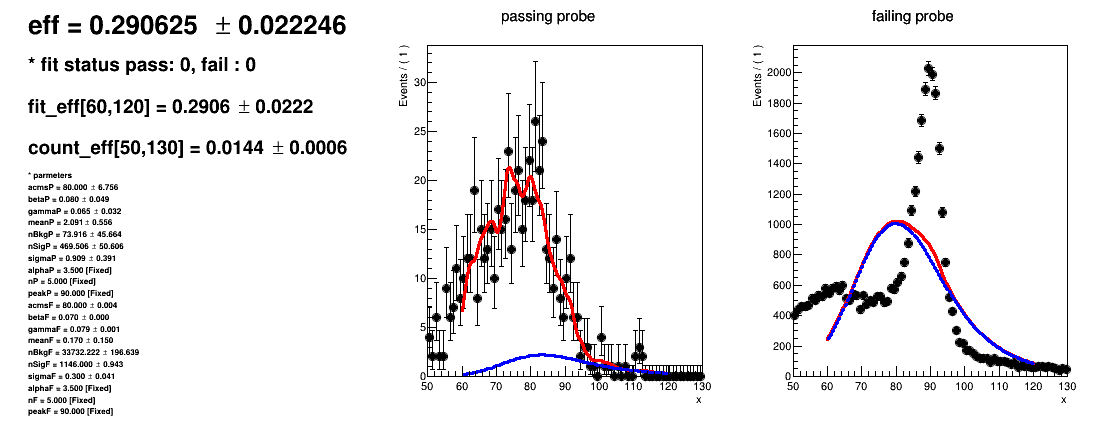 eff = 0.290625 ± 0.022246
* fit status pass: 0, fail : 0
fit_eff[60,120] = 0.2906 ± 0.0222
count_eff[50,130] = 0.0144 ± 0.0006
* parmeters
acmsP = 80.000 ± 6.756
betaP = 0.080 ± 0.049
gammaP = 0.065 ± 0.032
meanP = 2.091 ± 0.556
nBkgP = 73.916 ± 45.664
nSigP = 469.506 ± 50.606
sigmaP = 0.909 ± 0.391
alphaP = 3.500 [Fixed]
nP = 5.000 [Fixed]
peakP = 90.000 [Fixed]
acmsF = 80.000 ± 0.004
betaF = 0.070 ± 0.000
gammaF = 0.079 ± 0.001
meanF = 0.170 ± 0.150
nBkgF = 33732.222 ± 196.639
nSigF = 1146.000 ± 0.943
sigmaF = 0.300 ± 0.041
alphaF = 3.500 [Fixed]
nF = 5.000 [Fixed]
peakF = 90.000 [Fixed]
passing probe
Events / ( 1 )
30
25
20
15
10
5
0
50 60 70 80 90 100 110 120 130
x
failing probe
Events / ( 1 )
2000
1800
1600
1400
1200
1000
800
600
400
200
0
50 60 70 80 90 100 110 120 130
x